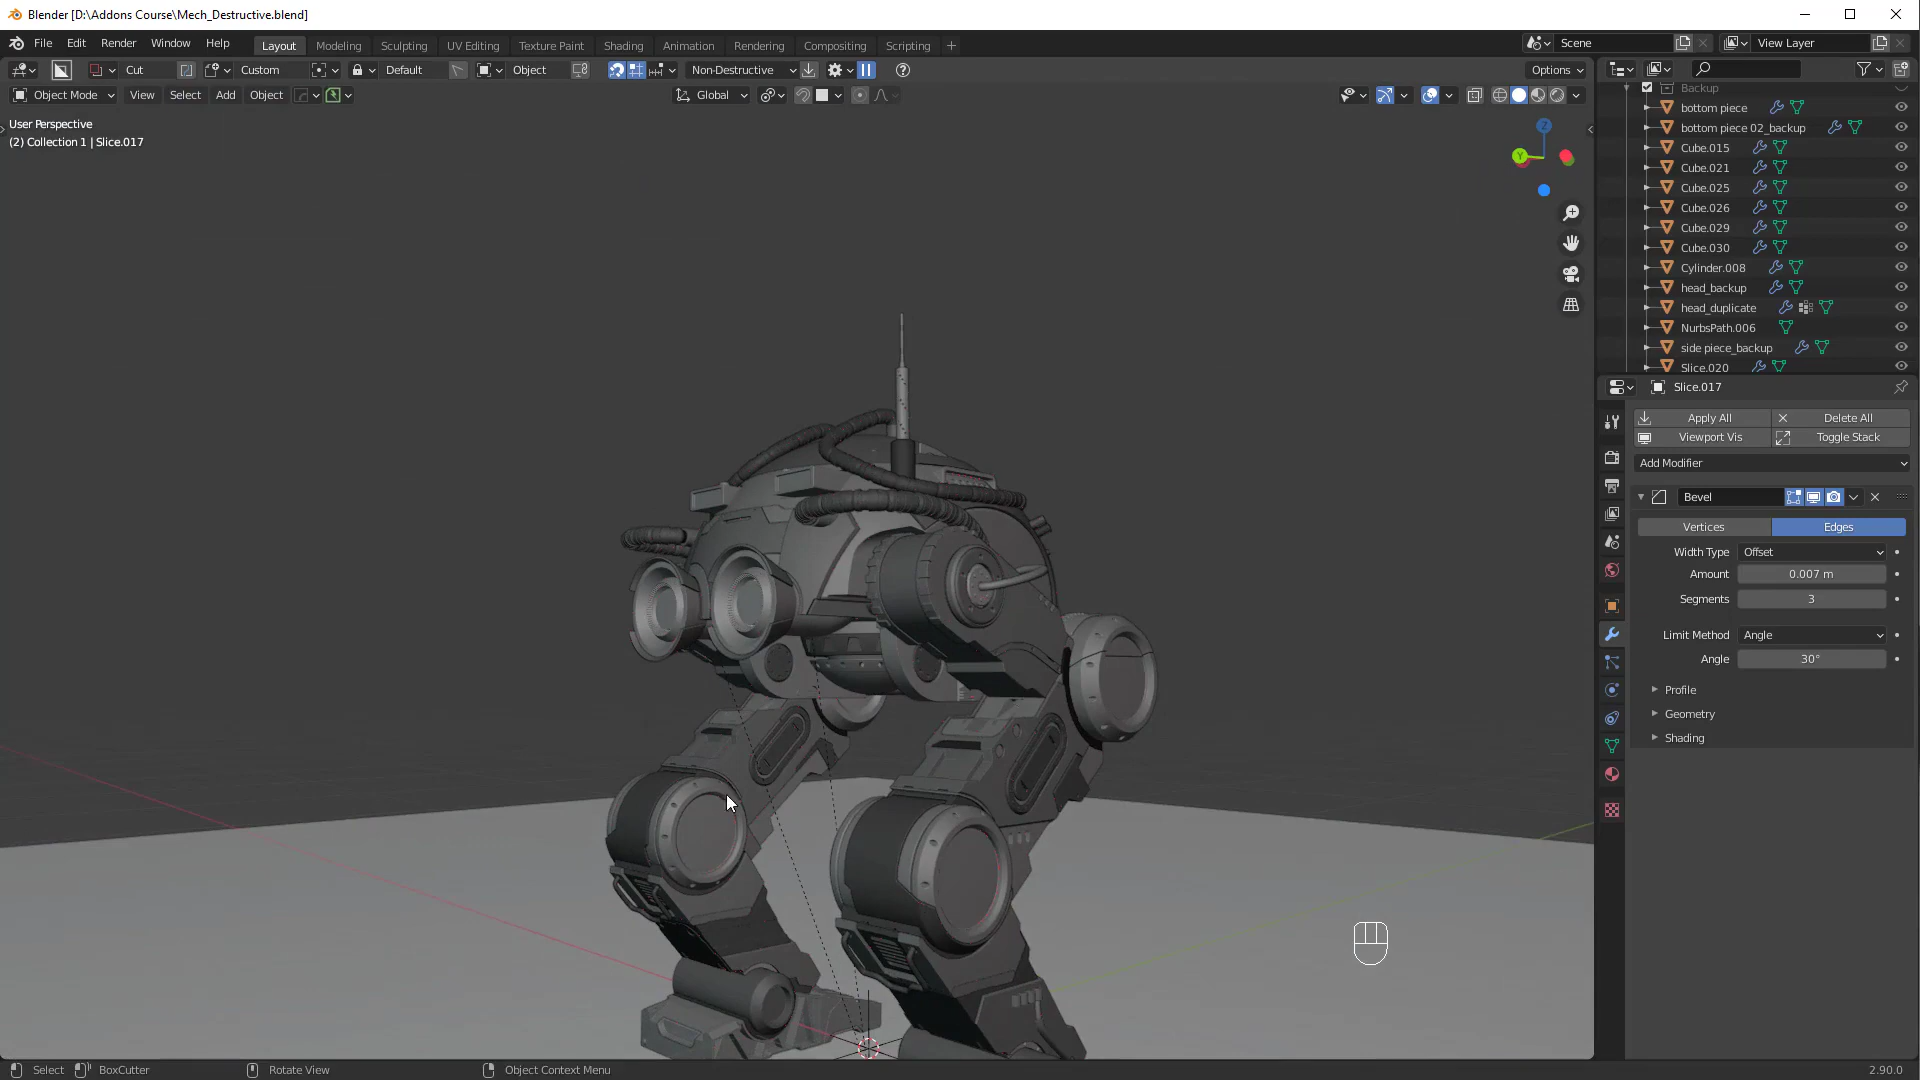 Blender [D:\Addons Course\Mech_Destructive.blend]
File Edit Render Window Help
Layout Modeling Sculpting UV Editing Texture Paint Shading Animation Rendering Compositing Scripting
Scene
View Layer
Cut Custom Default Object Non-Destructive Options
Object Mode View Select Add Object Global
User Perspective
(2) Collection 1 | Slice.017
Z
Y
Backup
bottom piece
bottom piece 02_backup
Cube.015
Cube.021
Cube.025
Cube.026
Cube.029
Cube.030
Cylinder.008
head_backup
head_duplicate
NurbsPath.006
side piece_backup
Slice.020
Slice.017
Apply All Delete All
Viewport Vis Toggle Stack
Add Modifier
Bevel
Vertices Edges
Width Type Offset
Amount 0.007 m
Segments 3
Limit Method Angle
Angle 30°
Profile
Geometry
Shading
Select BoxCutter Rotate View Object Context Menu 2.90.0